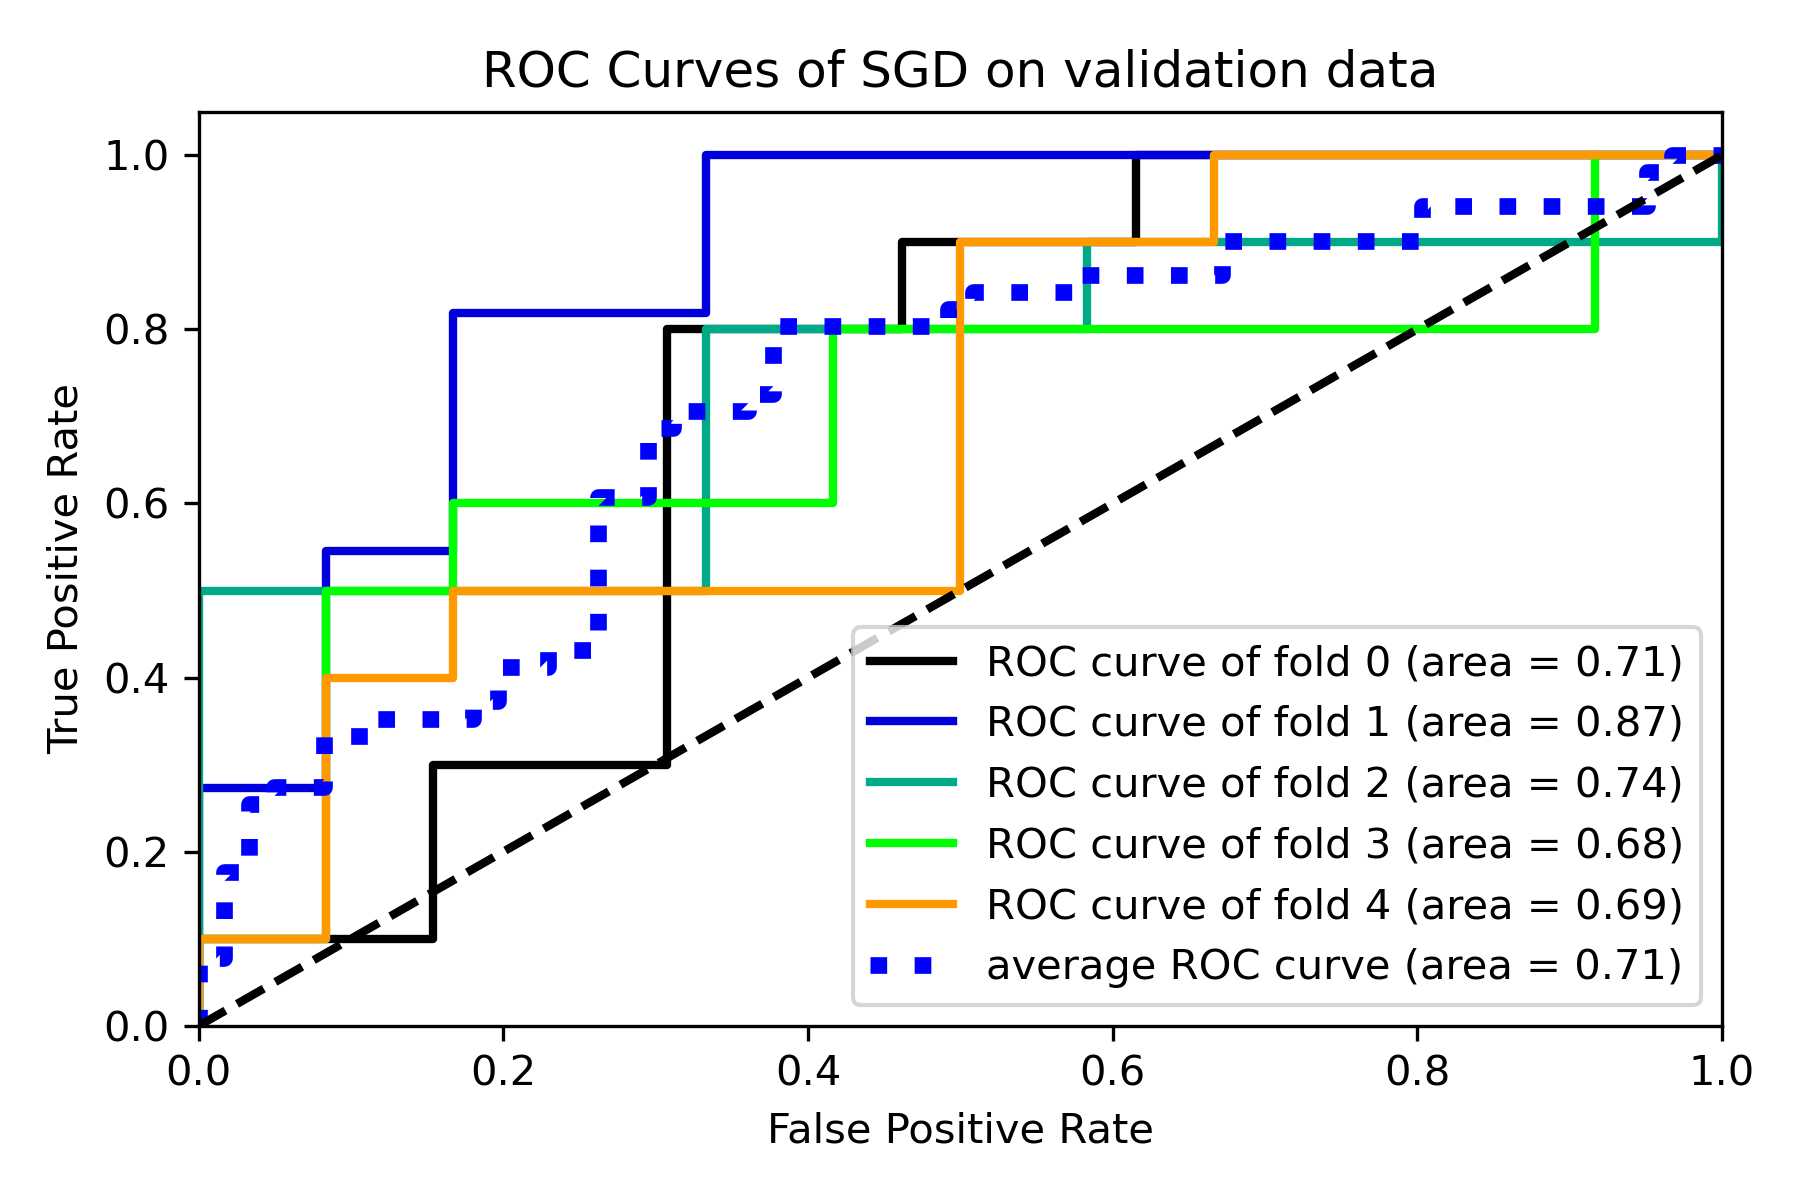 ROC Curves of SGD on validation data
1.0
0.8
0.6
0.4
0.2
0.0
True Positive Rate
ROC curve of fold 0 (area = 0.71)
ROC curve of fold 1 (area = 0.87)
ROC curve of fold 2 (area = 0.74)
ROC curve of fold 3 (area = 0.68)
ROC curve of fold 4 (area = 0.69)
average ROC curve (area = 0.71)
0.0 0.2 0.4 0.6 0.8 1.0
False Positive Rate